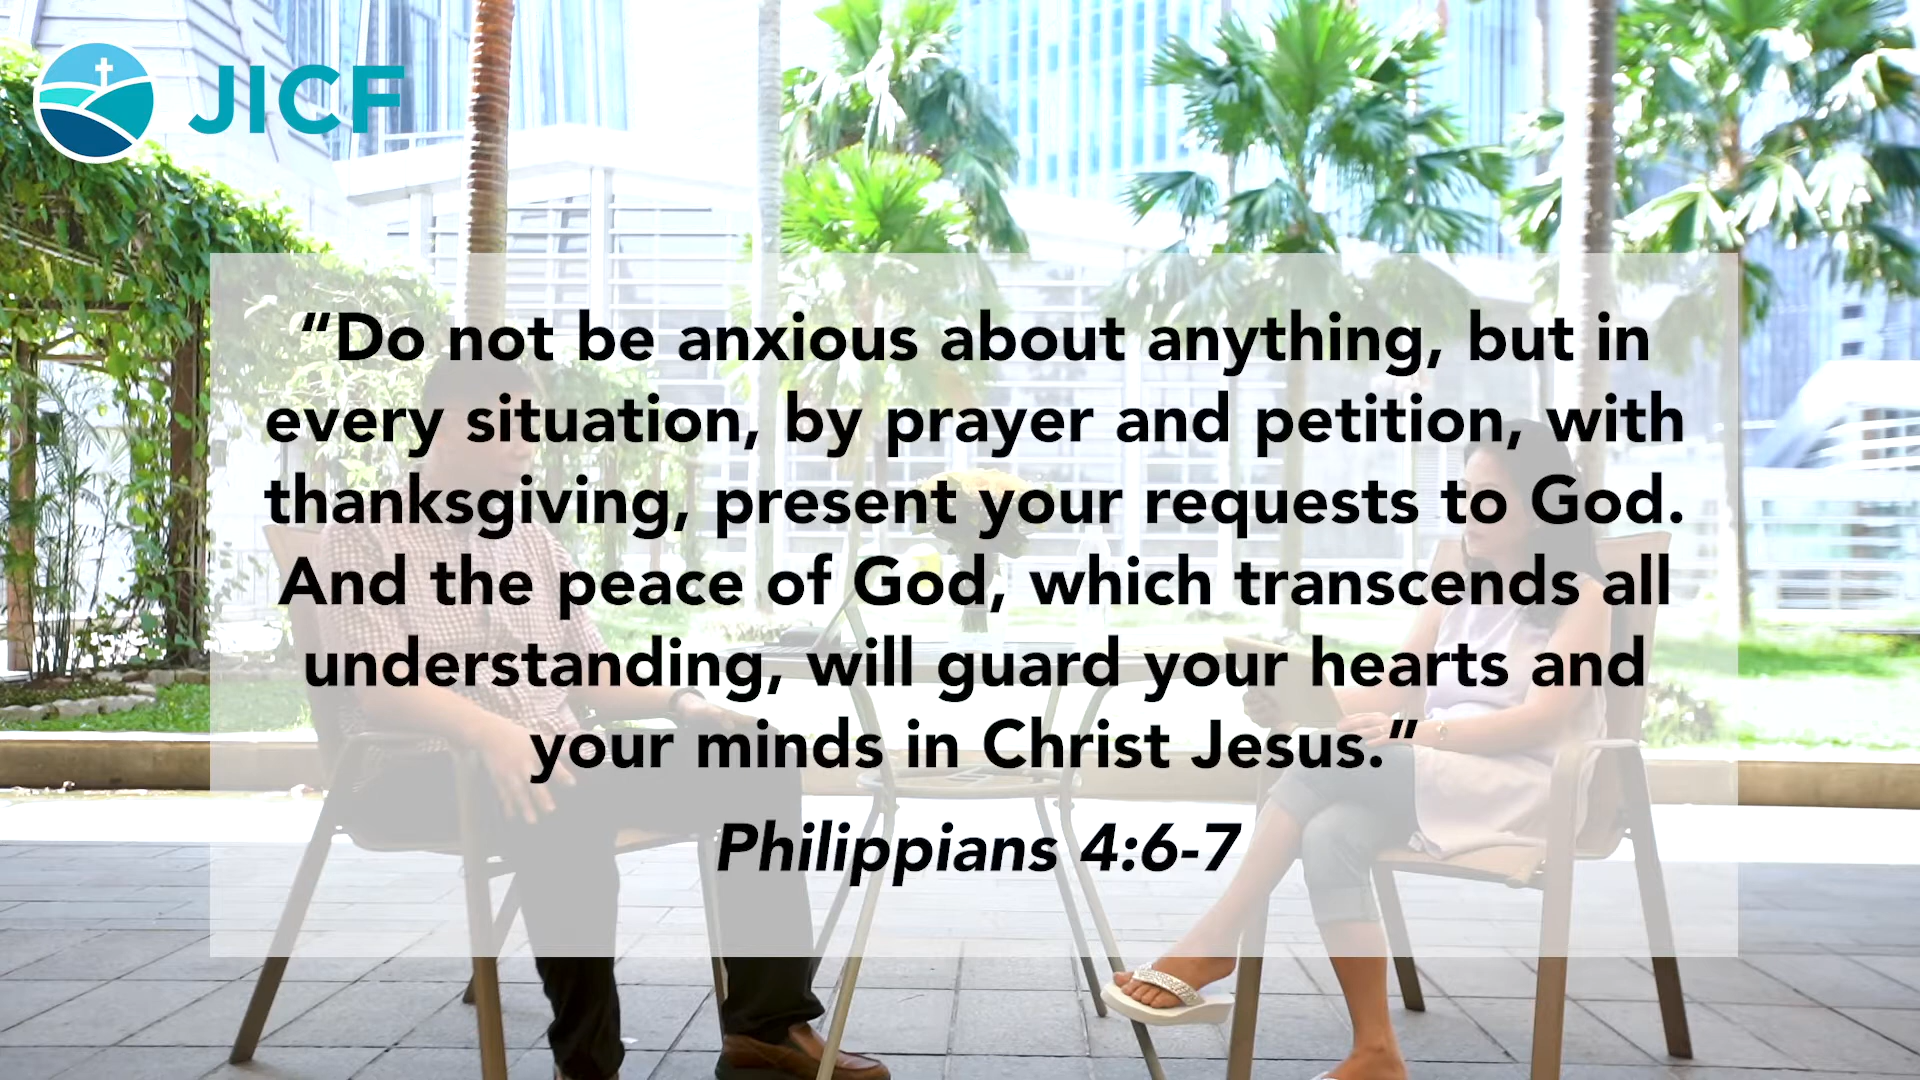 JICF
“Do not be anxious about anything, but in
every situation, by prayer and petition, with
thanksgiving, present your requests to God.
And the peace of God, which transcends all
understanding, will guard your hearts and
your minds in Christ Jesus.”
Philippians 4:6-7